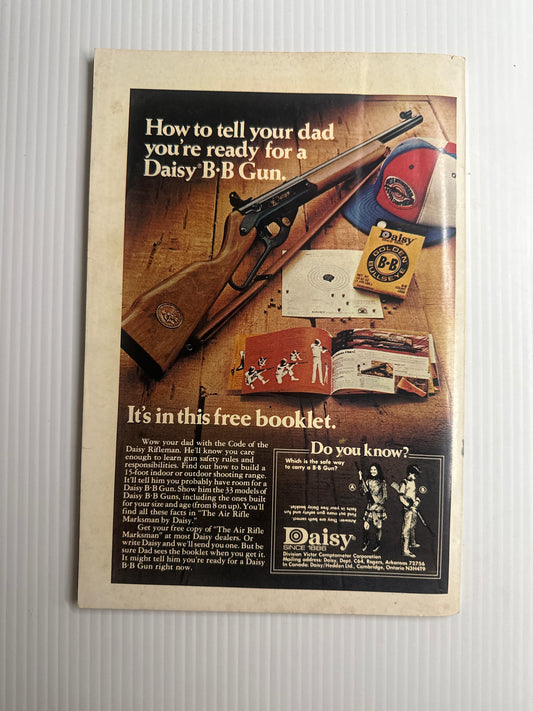 How to tell your dad
you're ready for a
Daisy® B·B Gun.
Daisy
GOLDEN
B•B
BULLSEYE
It's in this free booklet.
Wow your dad with the Code of the
Daisy Rifleman. He'll know you care
enough to learn gun safety rules and
responsibilities. Find out how to build a
15-foot indoor or outdoor shooting range.
It'll tell him you probably have room for a
Daisy B·B Gun. Show him the 33 models of
Daisy B·B Guns, including the ones built
for your size and age (from 8 on up). You'll
find all these facts in "The Air Rifle
Marksman by Daisy."
Get your free copy of "The Air Rifle
Marksman" at most Daisy dealers. Or
write Daisy and we'll send you one. But be
sure Dad sees the booklet when you get it.
It might tell him you're ready for a Daisy
B·B Gun right now.
Do you know?
Which is the safe way
to carry a B·B Gun?
A
B
Daisy®
SINCE 1886
Division Victor Comptometer Corporation
Mailing address: Daisy, Dept. C64, Rogers, Arkansas 72756
In Canada: Daisy/Heddon Ltd., Cambridge, Ontario N3H4T9